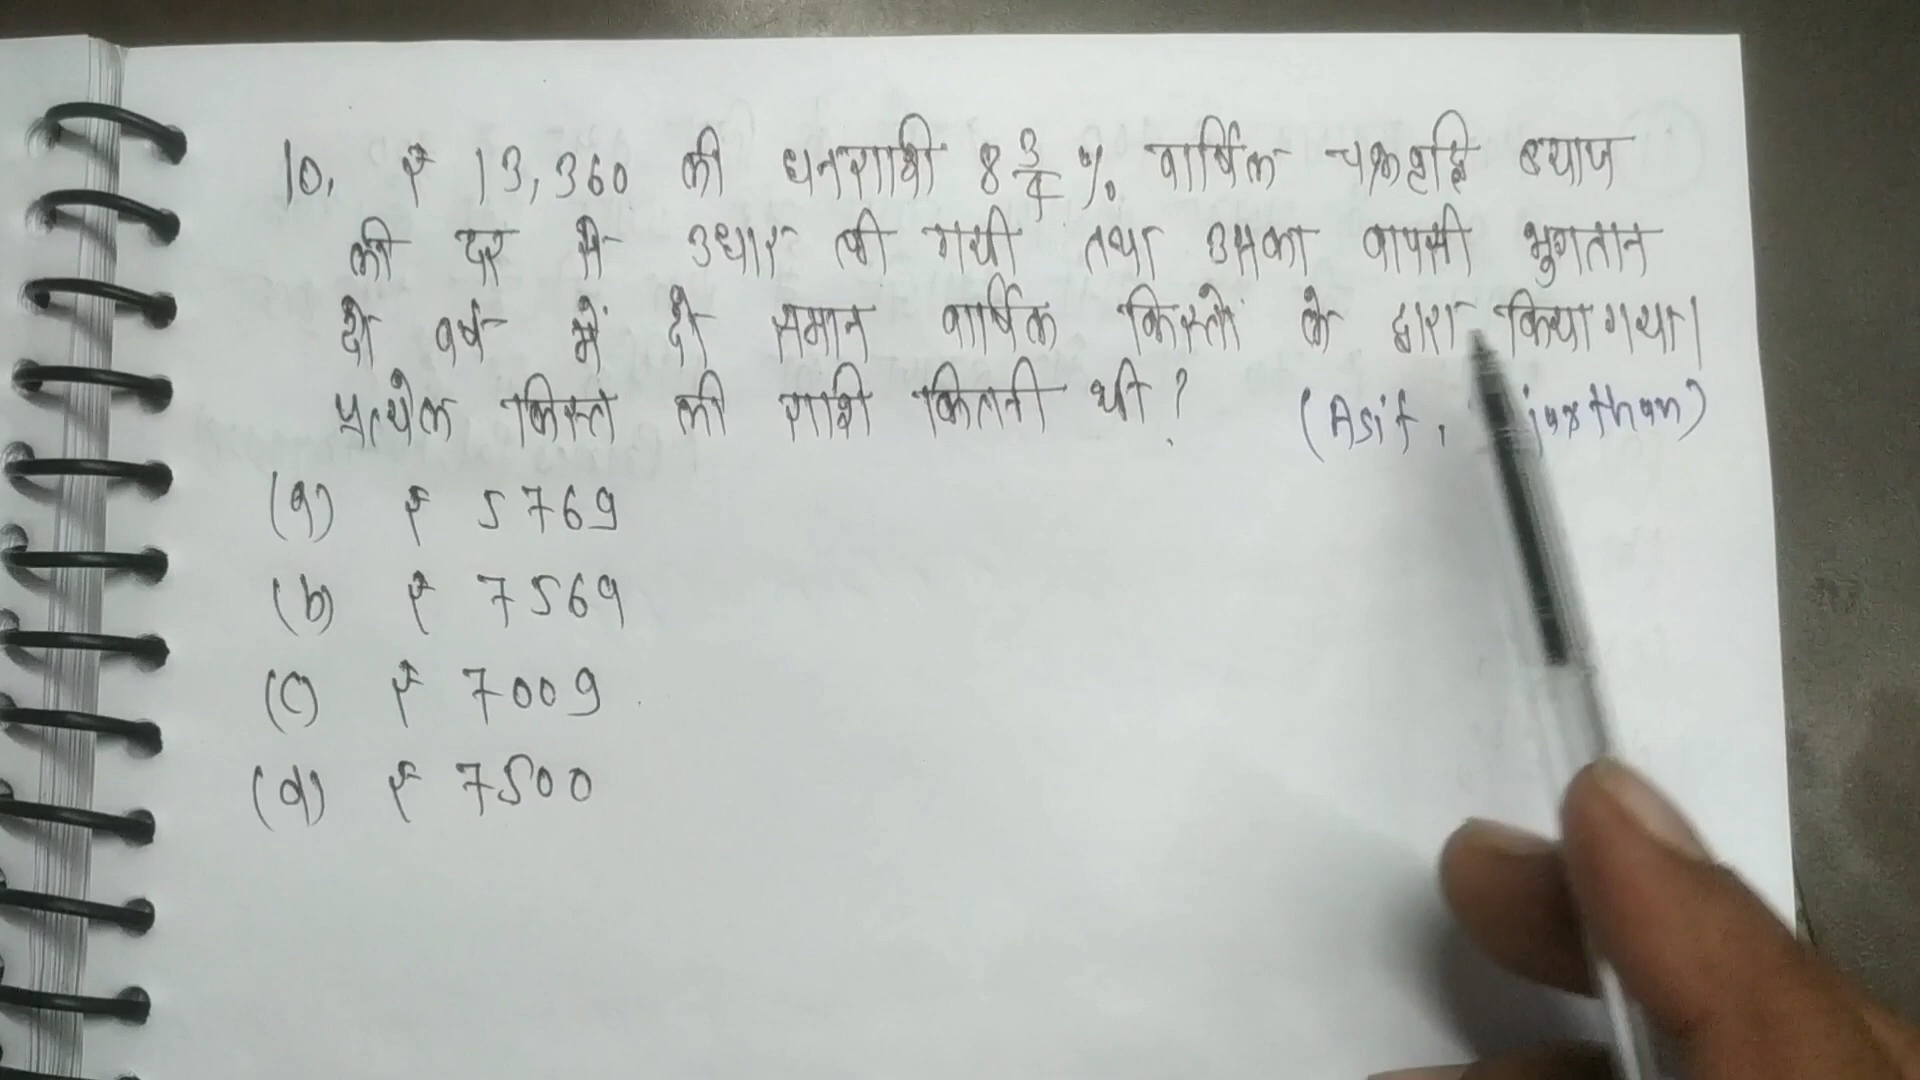 10. ₹ 13,360 की धनराशी 8 3/4 % वार्षिक चक्रवृद्धि ब्याज
की दर से उधार ली गयी तथा उसका वापसी भुगतान
दो वर्ष में दो समान वार्षिक किस्तों के द्वारा किया गया।
प्रत्येक किस्त की राशि कितनी थी? (Asif,
(a) ₹ 5769
(b) ₹ 7569
(c) ₹ 7009
(d) ₹ 7500